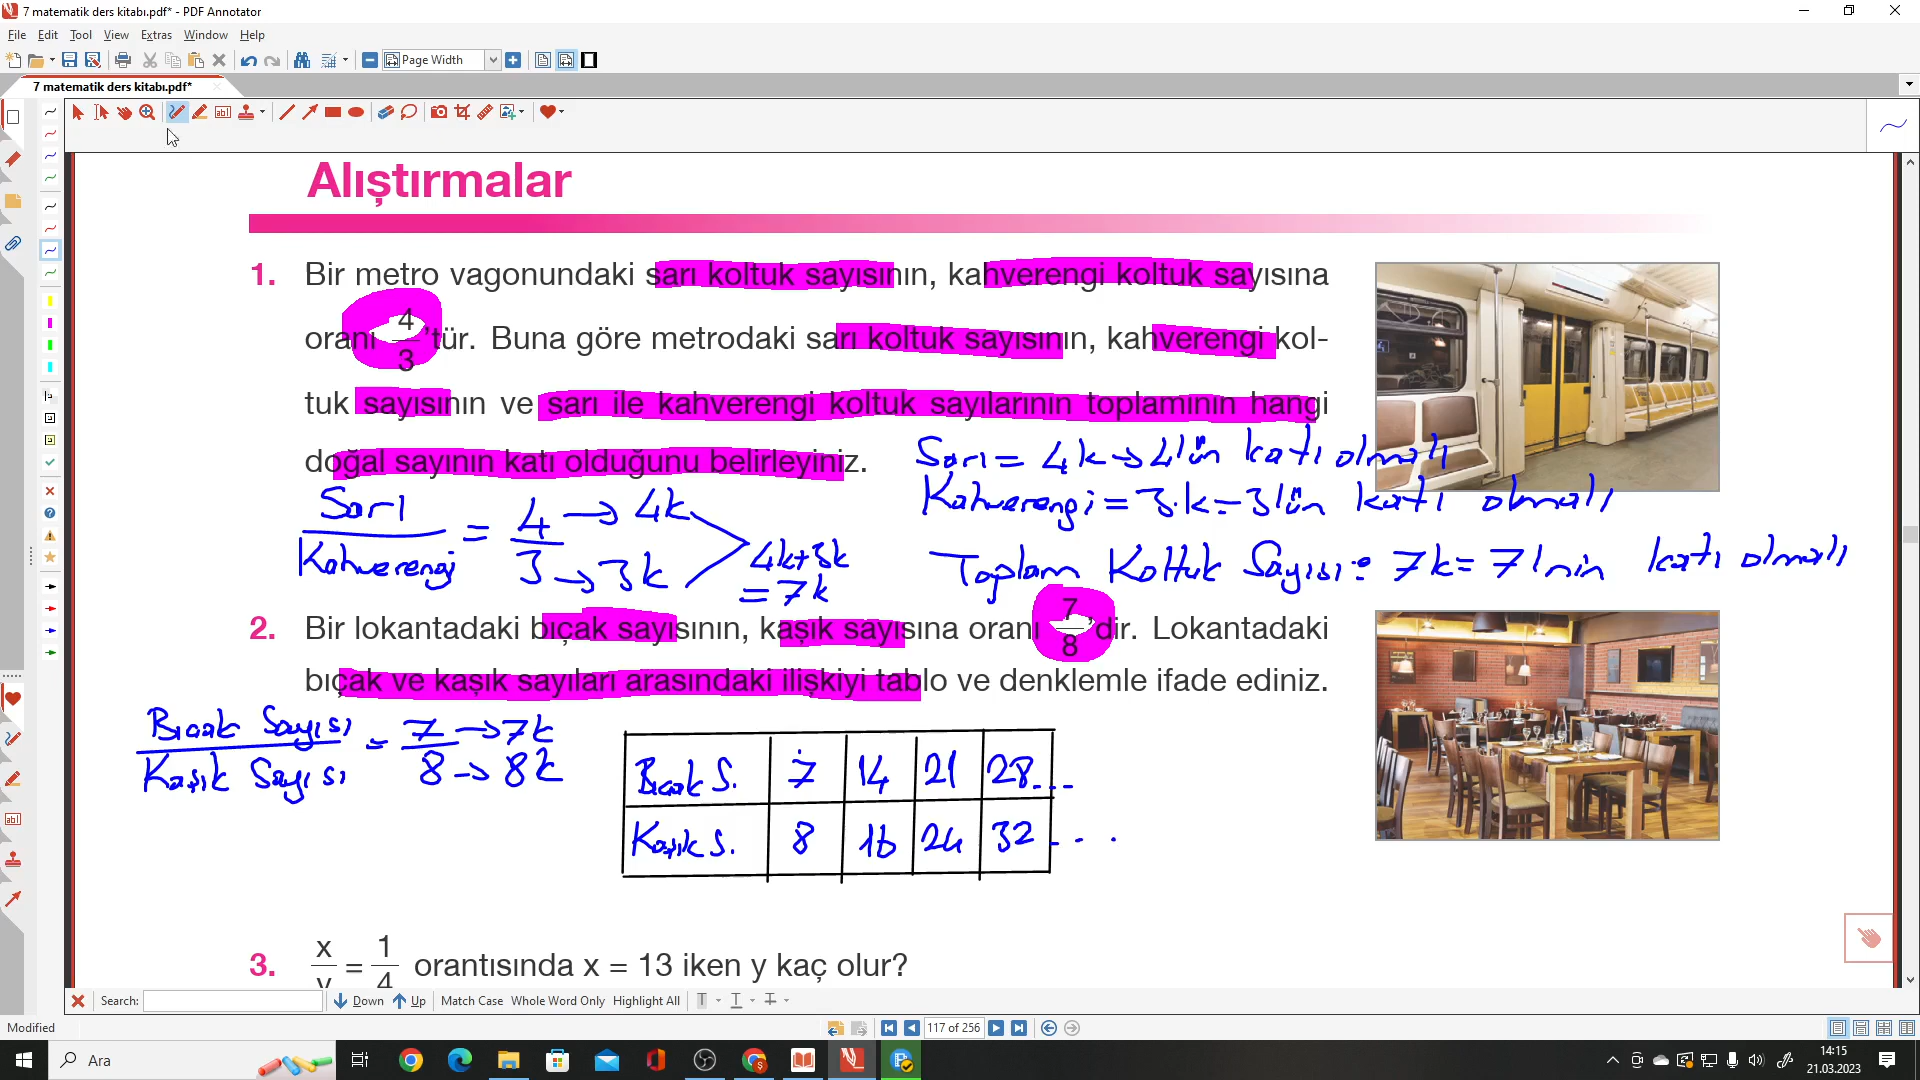 7 matematik ders kitabı.pdf* - PDF Annotator
File Edit Tool View Extras Window Help
Page Width
7 matematik ders kitabı.pdf*
Alıştırmalar
1. Bir metro vagonundaki sarı koltuk sayısının, kahverengi koltuk sayısına
oranı 4/3'tür. Buna göre metrodaki sarı koltuk sayısının, kahverengi kol-
tuk sayısının ve sarı ile kahverengi koltuk sayılarının toplamının hangi
doğal sayının katı olduğunu belirleyiniz.
Sarı = 4k → 4'ün katı olmalı
Kahverengi = 3.k = 3'ün katı olmalı
Sarı/Kahverengi = 4/3 → 4k → 3k
4k+3k
= 7k
Toplam Koltuk Sayısı: 7k = 7'nin katı olmalı
2. Bir lokantadaki bıçak sayısının, kaşık sayısına oranı 7/8'dir. Lokantadaki
bıçak ve kaşık sayıları arasındaki ilişkiyi tablo ve denklemle ifade ediniz.
Bıçak Sayısı = 7 → 7k
Kaşık Sayısı 8 → 8k
Bıçak S. 7 14 21 28 ...
Kaşık S. 8 16 24 32 ...
3. x/y = 1/4 orantısında x = 13 iken y kaç olur?
Search: Down Up Match Case Whole Word Only Highlight All
Modified 117 of 256
Ara
14:15
21.03.2023